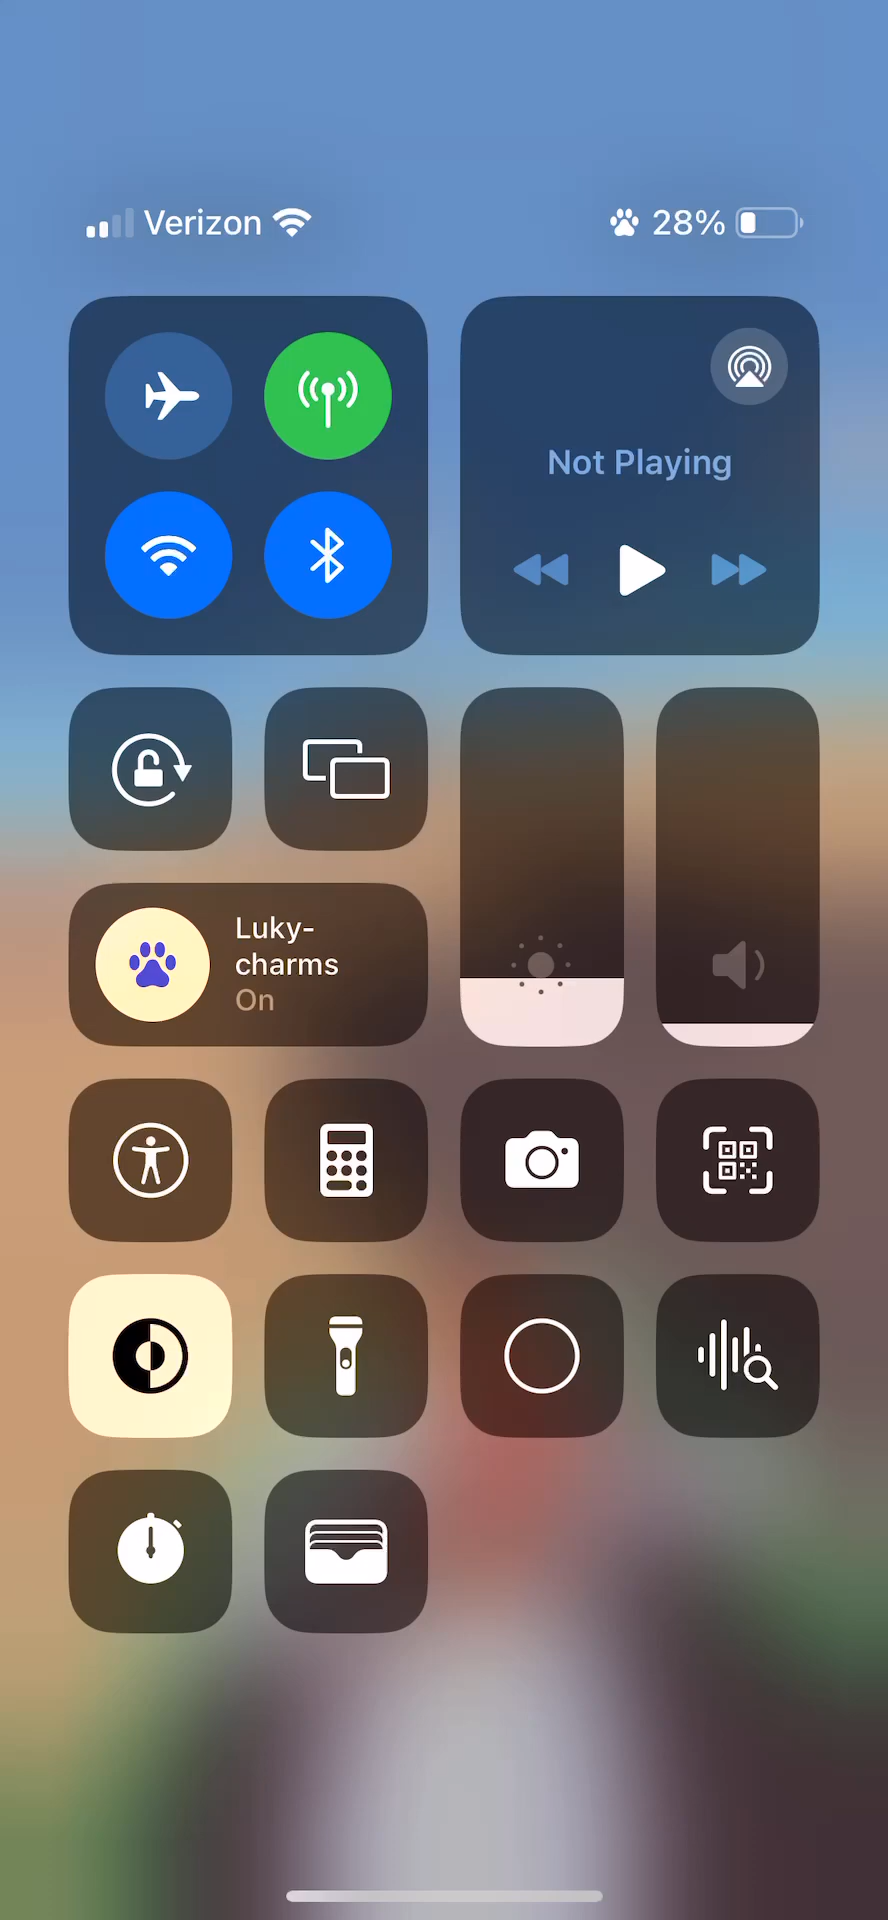 Verizon
28%
Not Playing
Luky-
charms
On